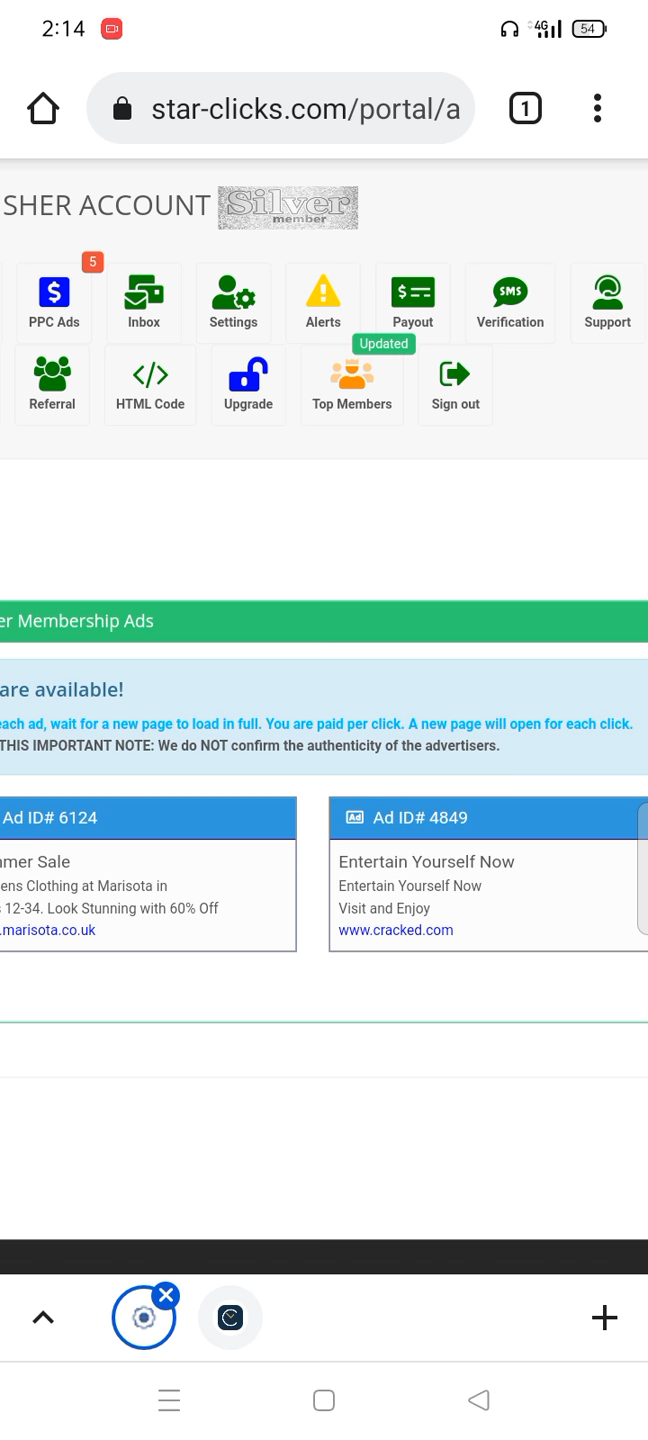 2:14
4G
54
star-clicks.com/portal/a
1
SHER ACCOUNT Silver member
5
PPC Ads
Inbox
Settings
Alerts
Payout
SMS
Verification
Support
Updated
Referral
HTML Code
Upgrade
Top Members
Sign out
er Membership Ads
are available!
each ad, wait for a new page to load in full. You are paid per click. A new page will open for each click.
THIS IMPORTANT NOTE: We do NOT confirm the authenticity of the advertisers.
Ad ID# 6124
mer Sale
ens Clothing at Marisota in
s 12-34. Look Stunning with 60% Off
.marisota.co.uk
Ad Ad ID# 4849
Entertain Yourself Now
Entertain Yourself Now
Visit and Enjoy
www.cracked.com